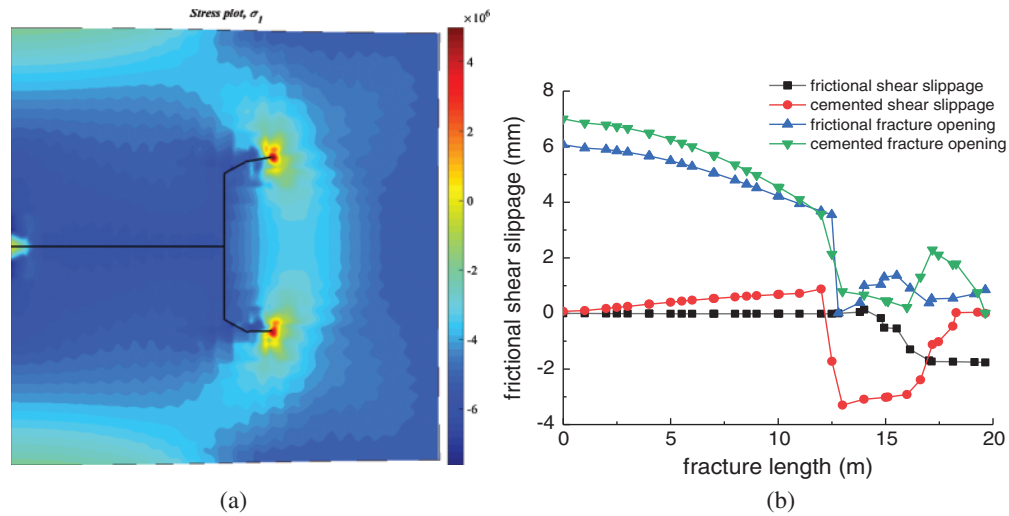 Stress plot, σ1
×10⁶
4
2
0
-2
-4
-6
(a)
frictional shear slippage
cemented shear slippage
frictional fracture opening
cemented fracture opening
frictional shear slippage (mm)
8
6
4
2
0
-2
-4
0 5 10 15 20
fracture length (m)
(b)